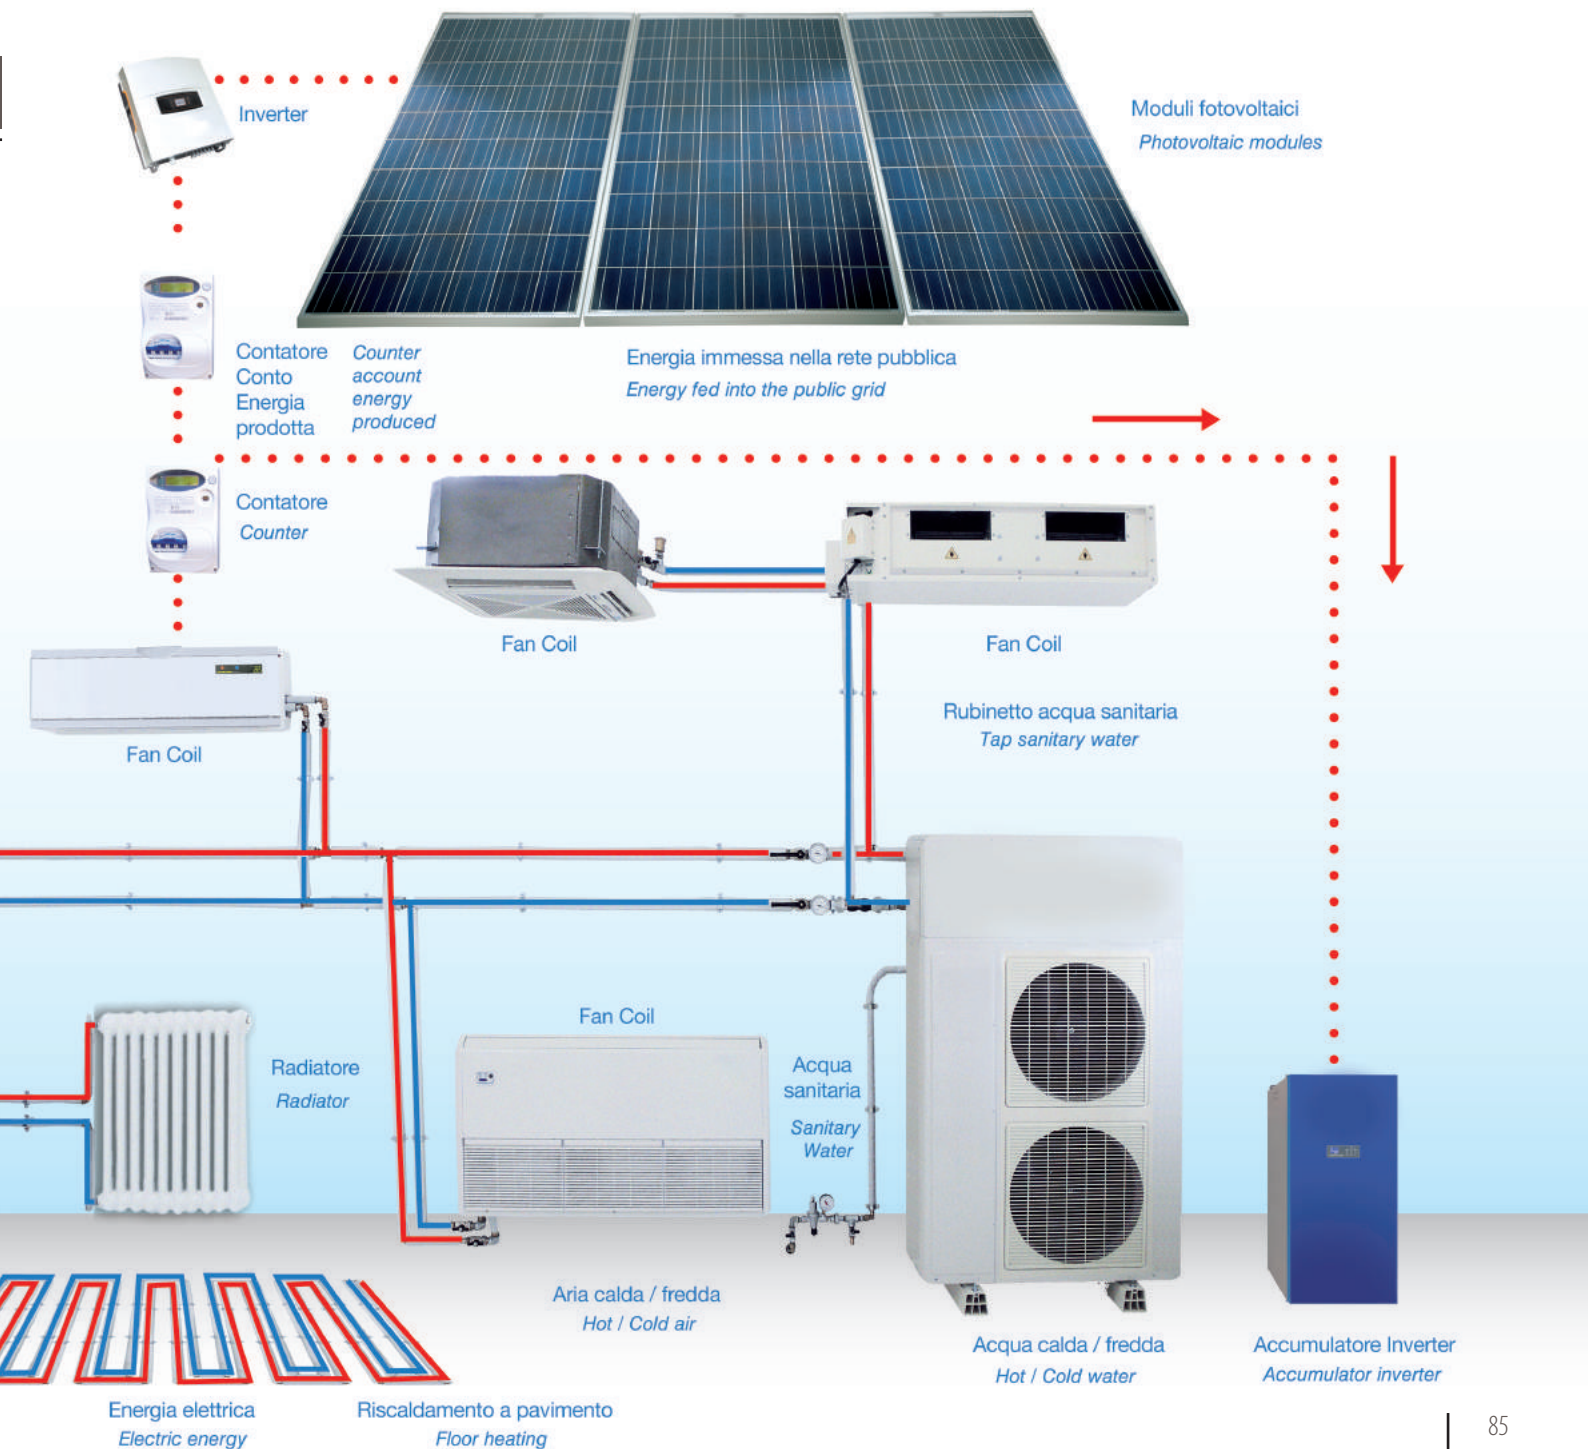 Inverter
Moduli fotovoltaici
Photovoltaic modules
Contatore
Conto
Energia
prodotta
Counter
account
energy
produced
Energia immessa nella rete pubblica
Energy fed into the public grid
Contatore
Counter
Fan Coil
Fan Coil
Rubinetto acqua sanitaria
Tap sanitary water
Fan Coil
Fan Coil
Radiatore
Radiator
Acqua
sanitaria
Sanitary
Water
Aria calda / fredda
Hot / Cold air
Acqua calda / fredda
Hot / Cold water
Accumulatore Inverter
Accumulator inverter
Energia elettrica
Electric energy
Riscaldamento a pavimento
Floor heating
85